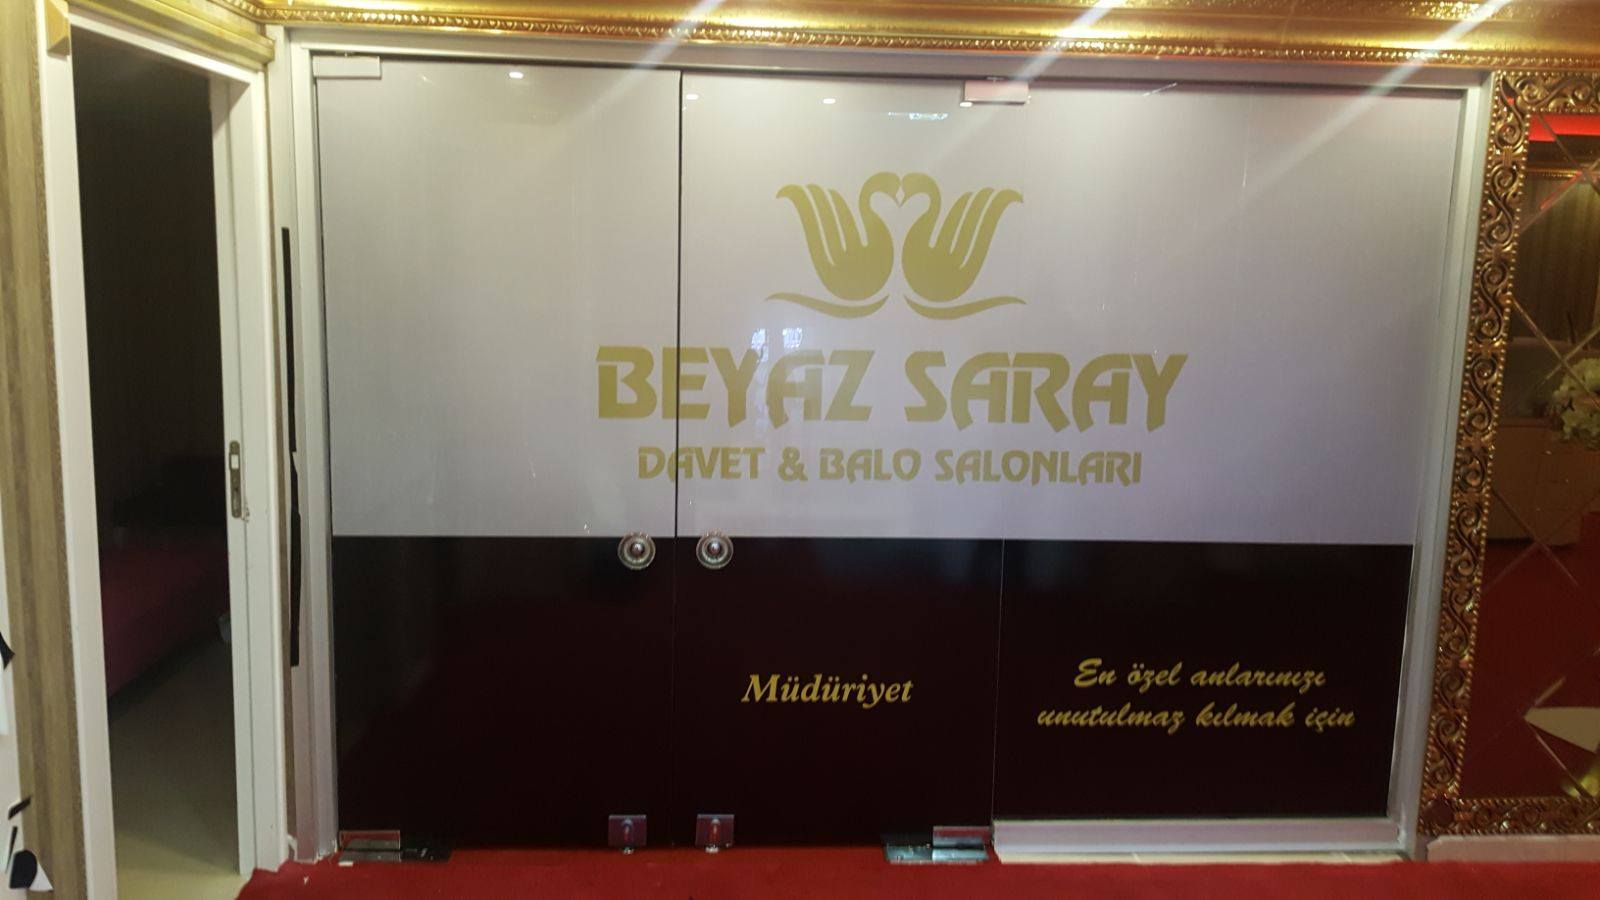 BEYAZ SARAY
DAVET & BALO SALONLARI
Müdüriyet
En özel anlarınızı
unutulmaz kılmak için